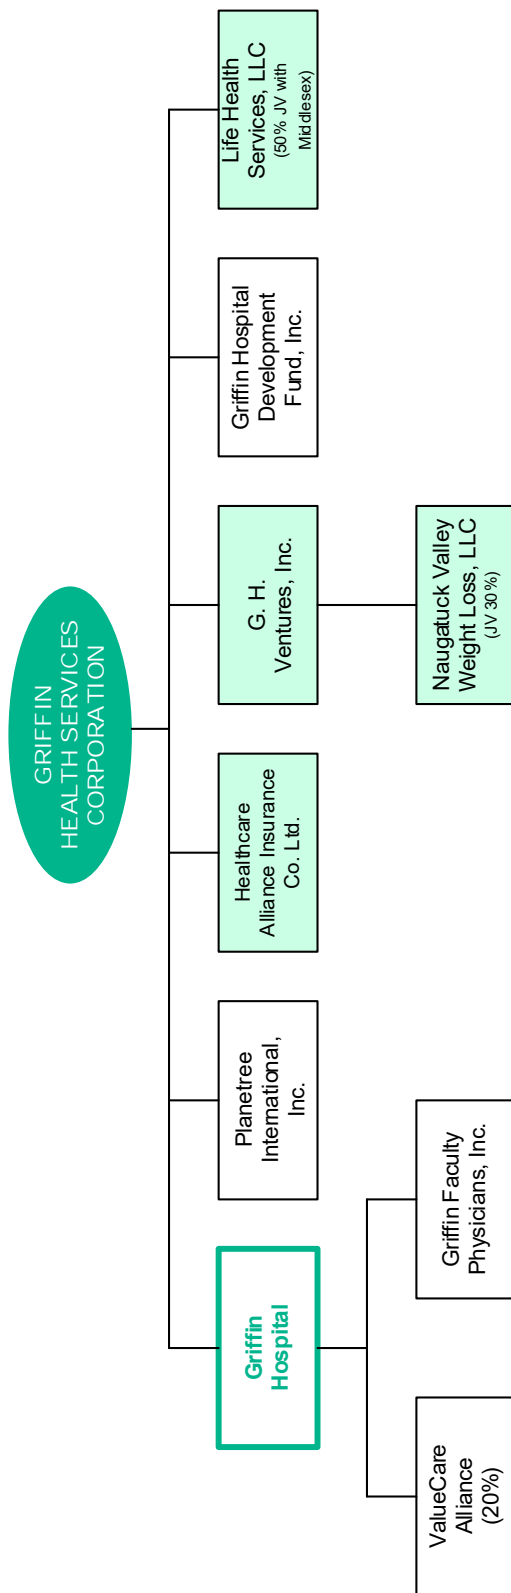 GRIFFIN
HEALTH SERVICES
CORPORATION
Griffin
Hospital
Planetree
International,
Inc.
Healthcare
Alliance Insurance
Co. Ltd.
G. H.
Ventures, Inc.
Griffin Hospital
Development
Fund, Inc.
Life Health
Services, LLC
(50% JV with
Middlesex)
ValueCare
Alliance
(20%)
Griffin Faculty
Physicians, Inc.
Naugatuck Valley
Weight Loss, LLC
(JV 30%)